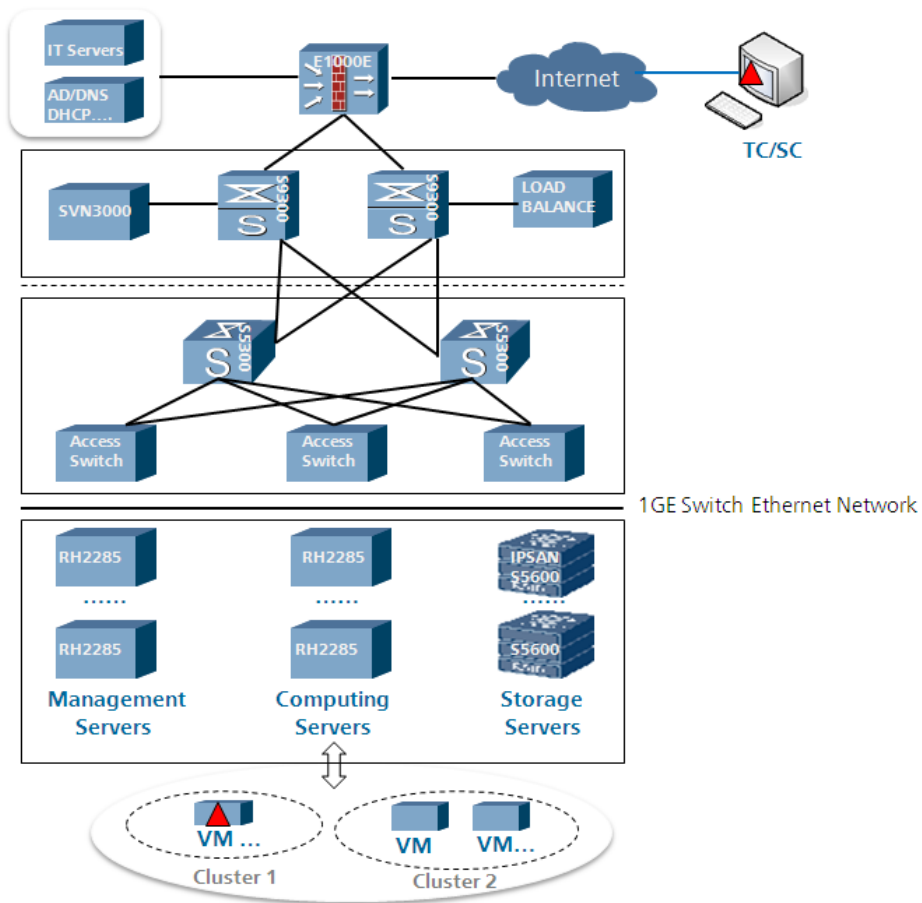 IT Servers
AD/DNS
DHCP....
E1000E
Internet
TC/SC
SVN3000
S9300
S
S9300
S
LOAD
BALANCE
S5300
S
S5300
S
Access
Switch
Access
Switch
Access
Switch
1GE Switch Ethernet Network
RH2285
RH2285
IPSAN
S5600
......
......
......
RH2285
RH2285
S5600
Management
Servers
Computing
Servers
Storage
Servers
VM ...
VM
VM...
Cluster 1
Cluster 2